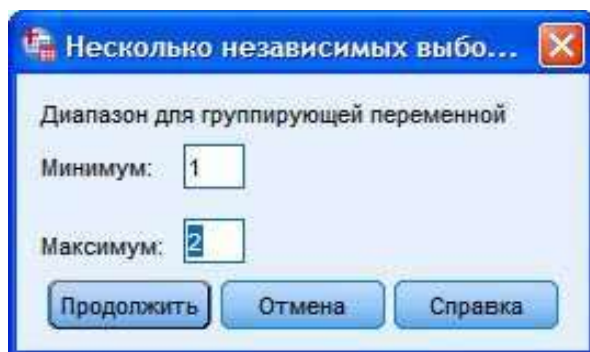 Несколько независимых выбо...
Диапазон для группирующей переменной
Минимум: 1
Максимум: 2
Продолжить Отмена Справка